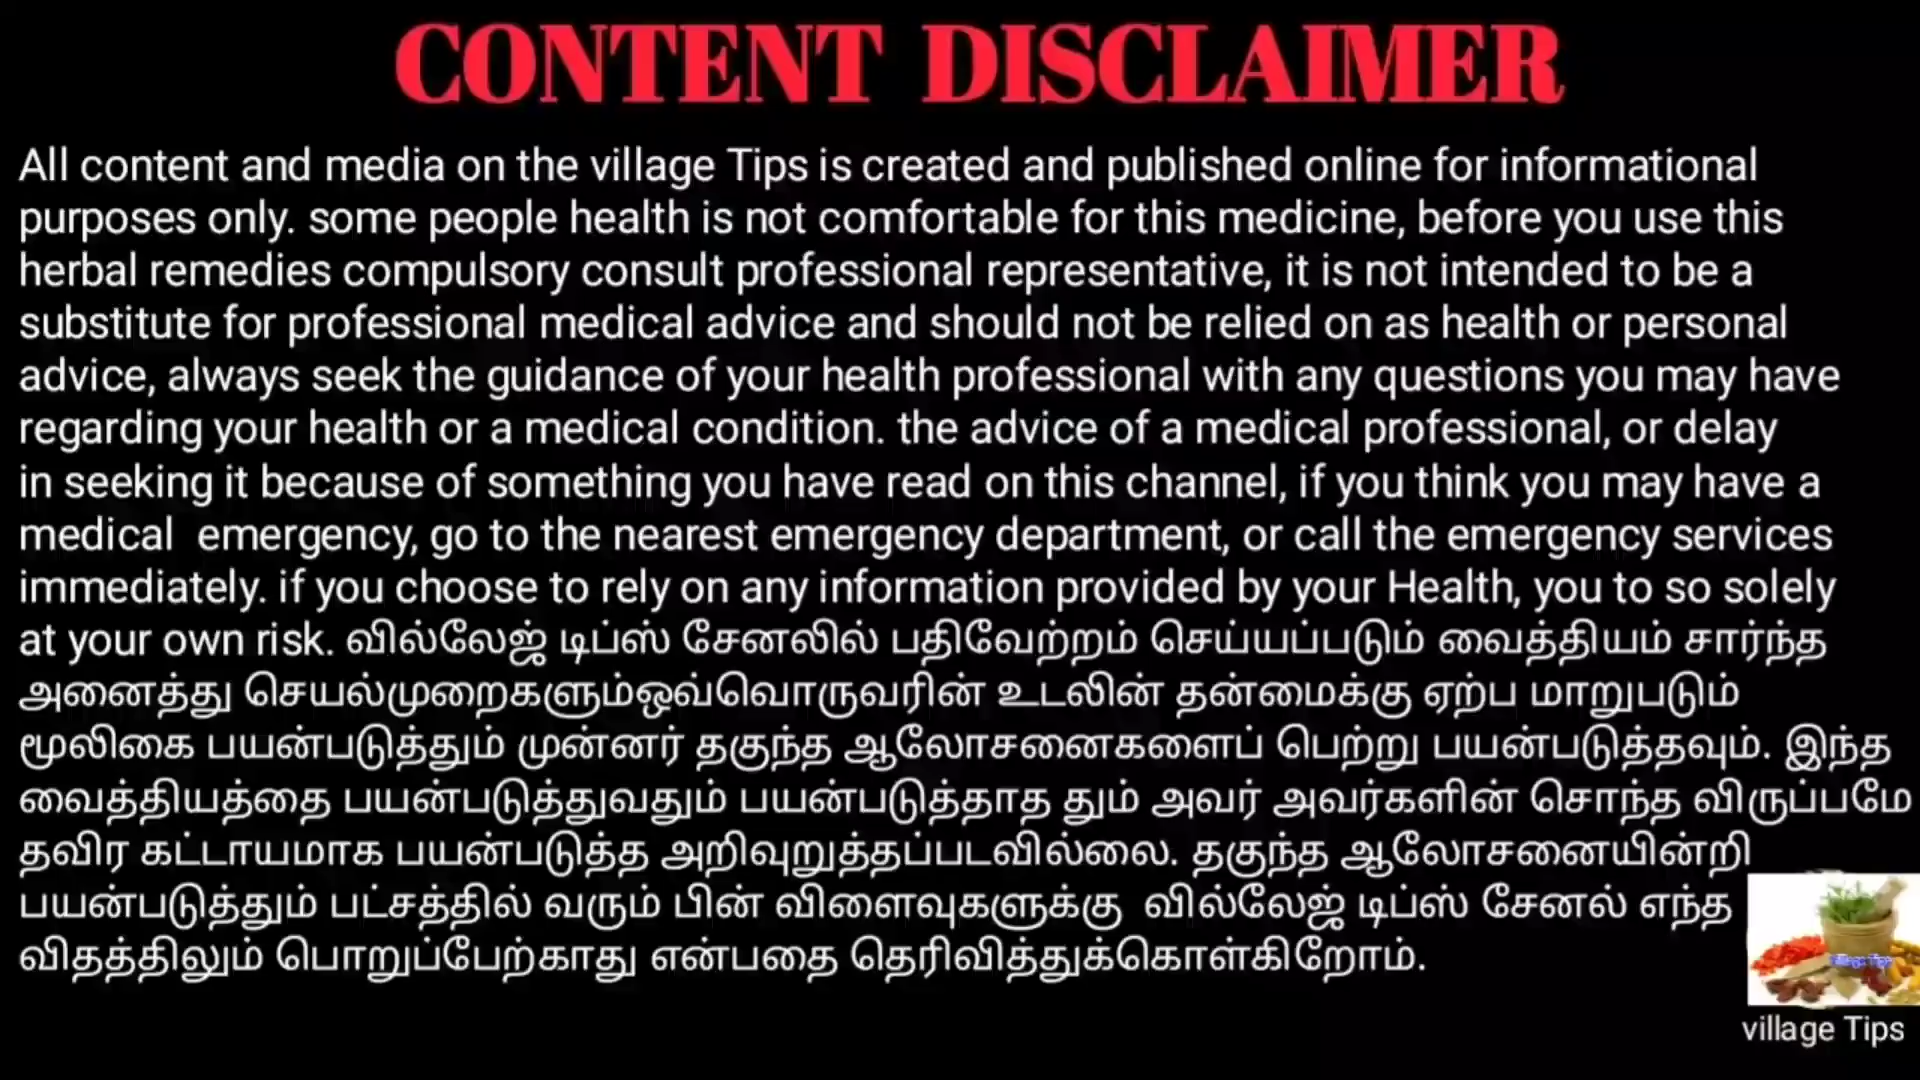 CONTENT DISCLAIMER
All content and media on the village Tips is created and published online for informational
purposes only. some people health is not comfortable for this medicine, before you use this
herbal remedies compulsory consult professional representative, it is not intended to be a
substitute for professional medical advice and should not be relied on as health or personal
advice, always seek the guidance of your health professional with any questions you may have
regarding your health or a medical condition. the advice of a medical professional, or delay
in seeking it because of something you have read on this channel, if you think you may have a
medical  emergency, go to the nearest emergency department, or call the emergency services
immediately. if you choose to rely on any information provided by your Health, you to so solely
at your own risk. வில்லேஜ் டிப்ஸ் சேனலில் பதிவேற்றம் செய்யப்படும் வைத்தியம் சார்ந்த
அனைத்து செயல்முறைகளும்ஒவ்வொருவரின் உடலின் தன்மைக்கு ஏற்ப மாறுபடும்
மூலிகை பயன்படுத்தும் முன்னர் தகுந்த ஆலோசனைகளைப் பெற்று பயன்படுத்தவும். இந்த
வைத்தியத்தை பயன்படுத்துவதும் பயன்படுத்தாத தும் அவர் அவர்களின் சொந்த விருப்பமே
தவிர கட்டாயமாக பயன்படுத்த அறிவுறுத்தப்படவில்லை. தகுந்த ஆலோசனையின்றி
பயன்படுத்தும் பட்சத்தில் வரும் பின் விளைவுகளுக்கு  வில்லேஜ் டிப்ஸ் சேனல் எந்த
விதத்திலும் பொறுப்பேற்காது என்பதை தெரிவித்துக்கொள்கிறோம்.
village Tips